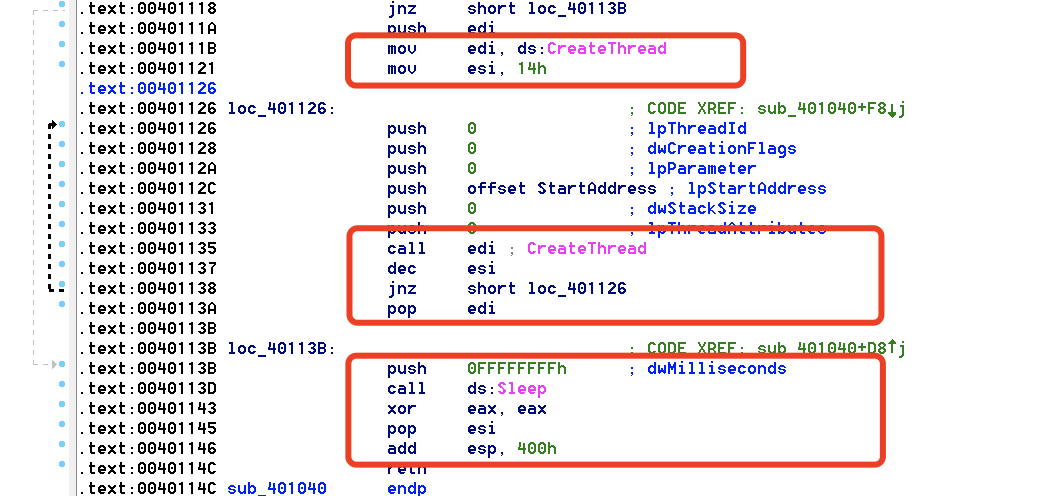 .text:00401118 jnz short loc_40113B
.text:0040111A push edi
.text:0040111B mov edi, ds:CreateThread
.text:00401121 mov esi, 14h
.text:00401126
.text:00401126 loc_401126: ; CODE XREF: sub_401040+F8↓j
.text:00401126 push 0 ; lpThreadId
.text:00401128 push 0 ; dwCreationFlags
.text:0040112A push 0 ; lpParameter
.text:0040112C push offset StartAddress ; lpStartAddress
.text:00401131 push 0 ; dwStackSize
.text:00401133 push 0 ; lpThreadAttributes
.text:00401135 call edi ; CreateThread
.text:00401137 dec esi
.text:00401138 jnz short loc_401126
.text:0040113A pop edi
.text:0040113B
.text:0040113B loc_40113B: ; CODE XREF: sub_401040+D8↑j
.text:0040113B push 0FFFFFFFFh ; dwMilliseconds
.text:0040113D call ds:Sleep
.text:00401143 xor eax, eax
.text:00401145 pop esi
.text:00401146 add esp, 400h
.text:0040114C retn
.text:0040114C sub_401040 endp